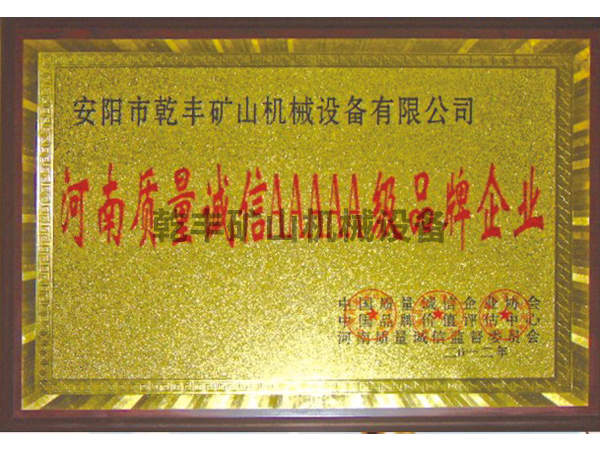 安阳市乾丰矿山机械设备有限公司
河南质量诚信AAAAA级品牌企业
乾丰矿山机械设备
中国质量诚信企业协会
中国品牌价值评估中心
河南质量诚信监督委员会
二〇一二年